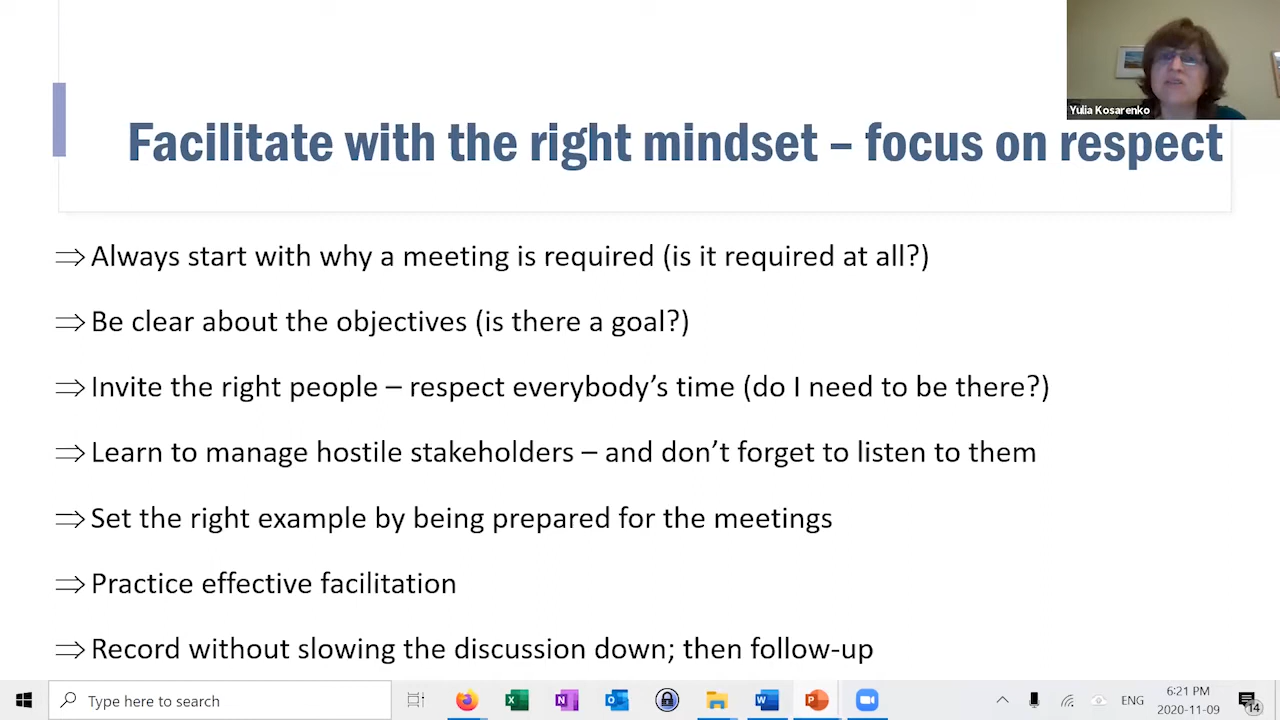 Yulia Kosarenko
Facilitate with the right mindset – focus on respect
⇒ Always start with why a meeting is required (is it required at all?)
⇒ Be clear about the objectives (is there a goal?)
⇒ Invite the right people – respect everybody’s time (do I need to be there?)
⇒ Learn to manage hostile stakeholders – and don’t forget to listen to them
⇒ Set the right example by being prepared for the meetings
⇒ Practice effective facilitation
⇒ Record without slowing the discussion down; then follow-up
Type here to search
ENG
6:21 PM
2020-11-09
14